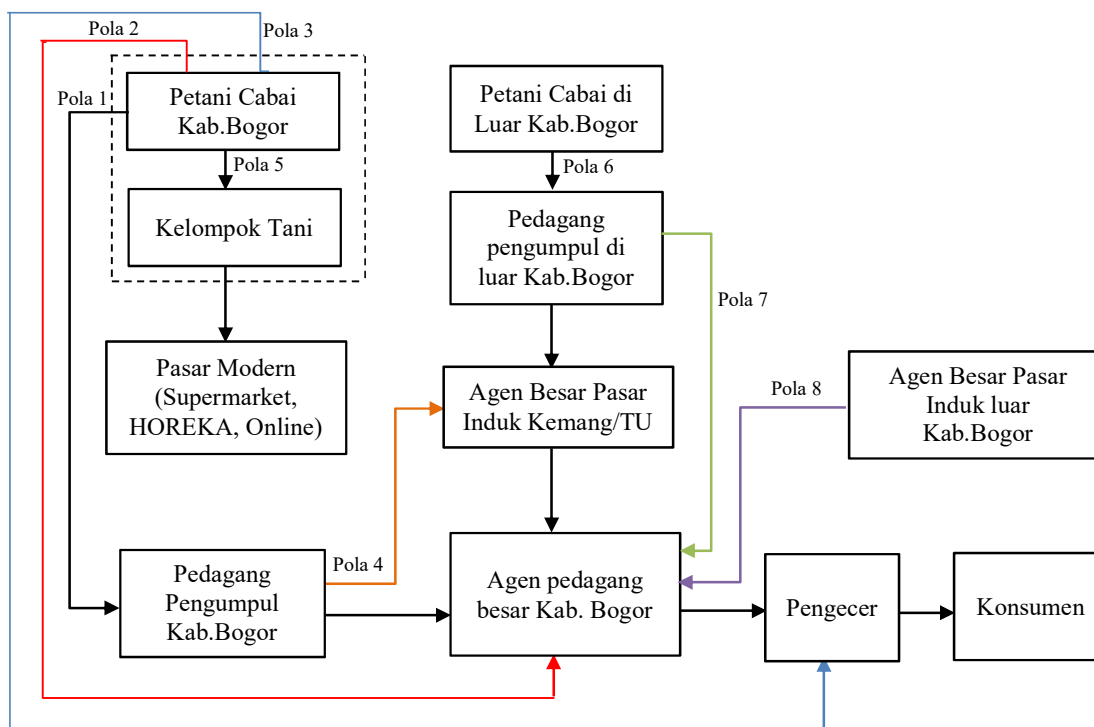 Pola 2
Pola 3
Pola 1
Petani Cabai
Kab.Bogor
Petani Cabai di
Luar Kab.Bogor
Pola 5
Pola 6
Kelompok Tani
Pedagang
pengumpul di
luar Kab.Bogor
Pola 7
Pasar Modern
(Supermarket,
HOREKA, Online)
Agen Besar Pasar
Induk Kemang/TU
Pola 8
Agen Besar Pasar
Induk luar
Kab.Bogor
Pedagang
Pengumpul
Kab.Bogor
Pola 4
Agen pedagang
besar Kab. Bogor
Pengecer
Konsumen